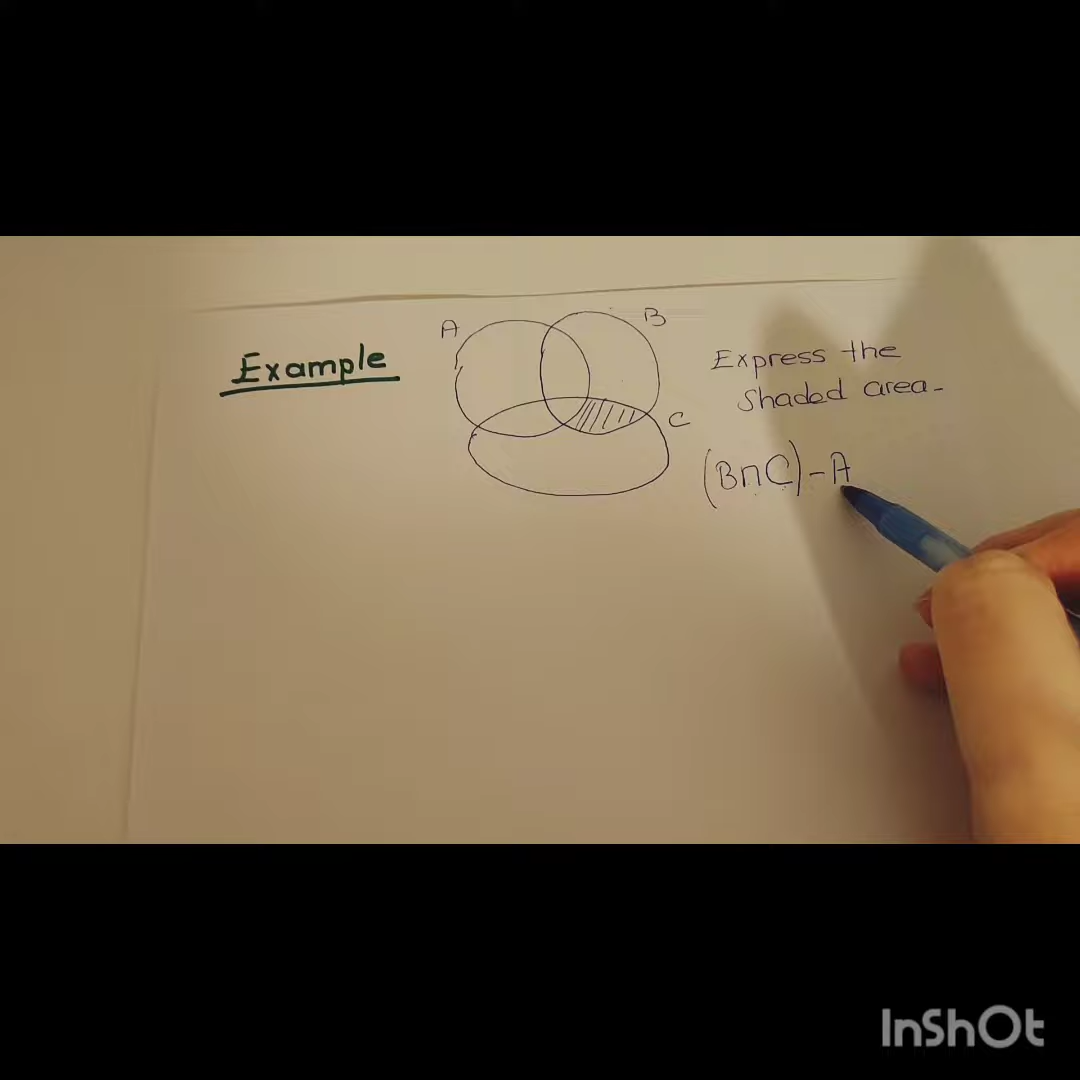 Example
A
B
C
Express the
shaded area-
(B∩C)-A
InShOt